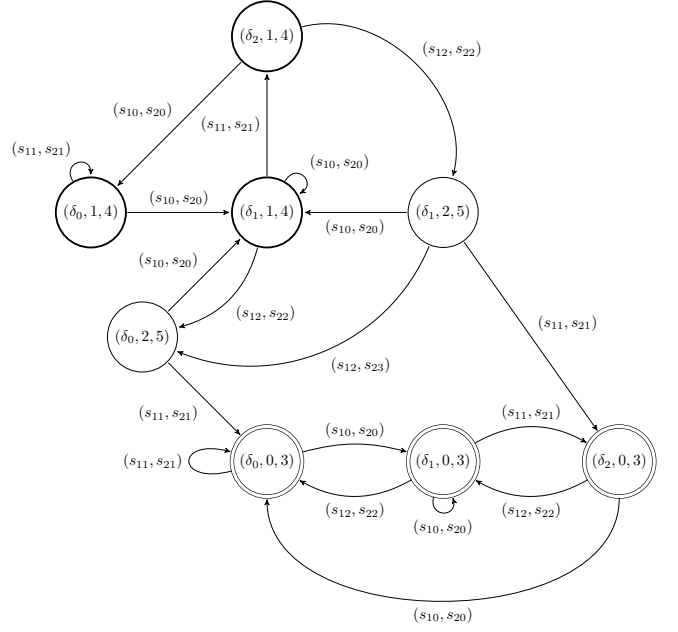 (δ₂, 1, 4)
(s₁₂, s₂₂)
(s₁₀, s₂₀)
(s₁₁, s₂₁)
(s₁₁, s₂₁)
(s₁₀, s₂₀)
(δ₀, 1, 4)
(s₁₀, s₂₀)
(δ₁, 1, 4)
(s₁₀, s₂₀)
(δ₁, 2, 5)
(s₁₀, s₂₀)
(s₁₂, s₂₂)
(s₁₁, s₂₁)
(δ₀, 2, 5)
(s₁₂, s₂₃)
(s₁₁, s₂₁)
(s₁₀, s₂₀)
(s₁₁, s₂₁)
(s₁₁, s₂₁)
(δ₀, 0, 3)
(δ₁, 0, 3)
(δ₂, 0, 3)
(s₁₂, s₂₂)
(s₁₀, s₂₀)
(s₁₂, s₂₂)
(s₁₀, s₂₀)